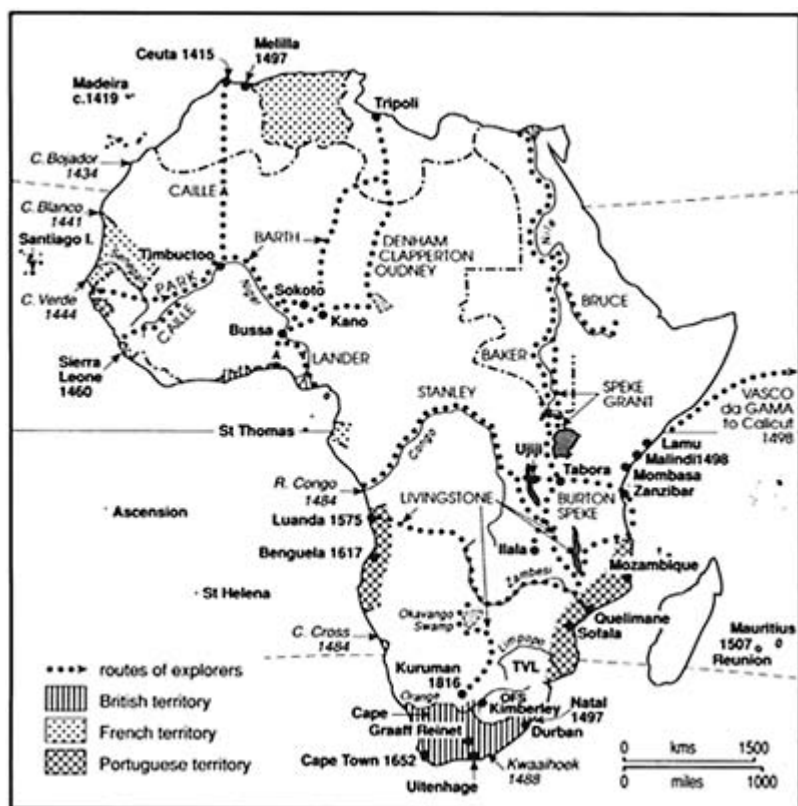 Ceuta 1415
Melilla
1497
Madeira
c.1419
Tripoli
C. Bojador
1434
CAILLE
C. Blanco
1441
Santiago I.
Nile
BARTH
Timbuctoo
DENHAM
CLAPPERTON
OUDNEY
Senegal
PARK
Niger
Sokoto
C. Verde
1444
CAILLE
Kano
BRUCE
Bussa
LANDER
BAKER
Sierra
Leone
1460
STANLEY
SPEKE
GRANT
VASCO
da GAMA
to Calicut
1498
St Thomas
Congo
Ujiji
Lamu
Malindi 1498
Tabora
Mombasa
Zanzibar
R. Congo
1484
LIVINGSTONE
BURTON
SPEKE
Ascension
Luanda 1575
Ilala
Benguela 1617
Mozambique
Zambesi
St Helena
Okavango
Swamp
Quelimane
Sofala
C. Cross
1484
Limpopo
Mauritius
1507
Reunion
TVL
Kuruman
1816
routes of explorers
British territory
French territory
Portuguese territory
Orange
OFS
Kimberley
Natal
1497
Cape
Graaff Reinet
Durban
Cape Town 1652
Kwaaihoek
1488
Uitenhage
0 kms 1500
0 miles 1000